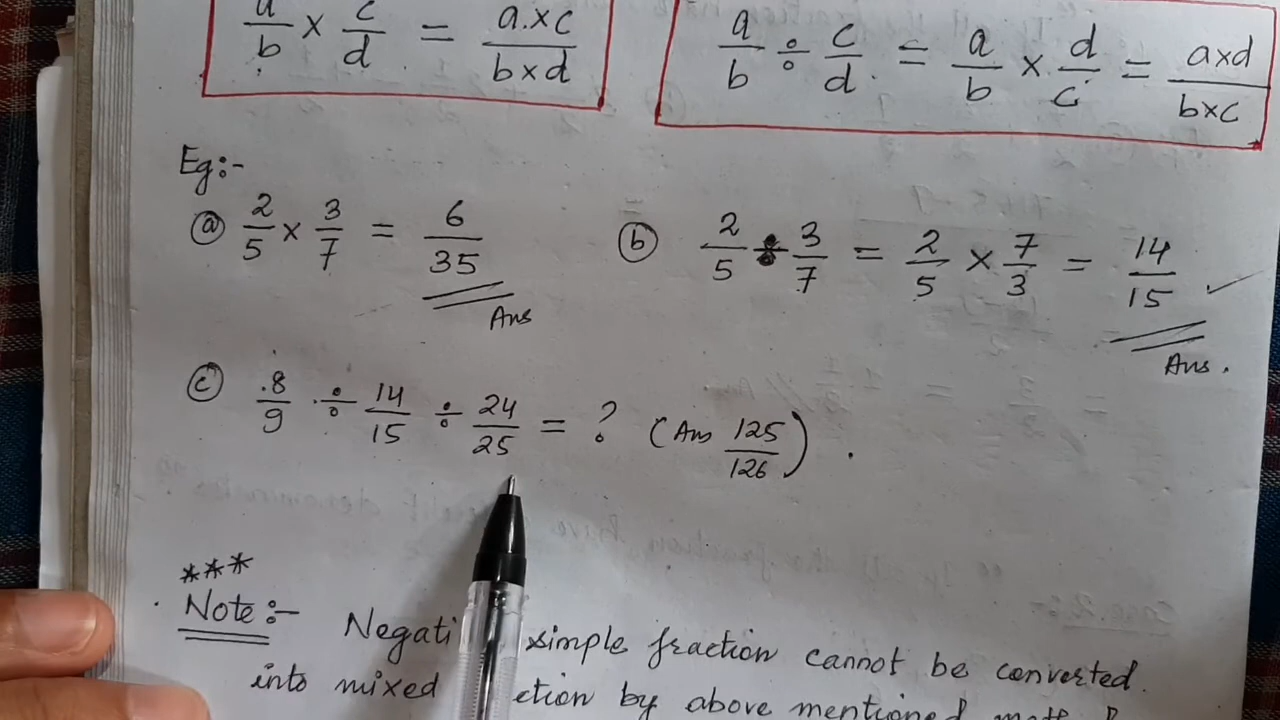 a/b × c/d = a.×c/b×d
a/b ÷ c/d = a/b × d/c = a×d/b×c
Eg:-
ⓐ 2/5 × 3/7 = 6/35 Ans
ⓑ 2/5 ÷ 3/7 = 2/5 × 7/3 = 14/15 ✓ Ans.
ⓒ 8/9 ÷ 14/15 ÷ 24/25 = ? (Ans 125/126).
***
Note:- Negati simple fraction cannot be converted.
into mixed ction by above mentioned